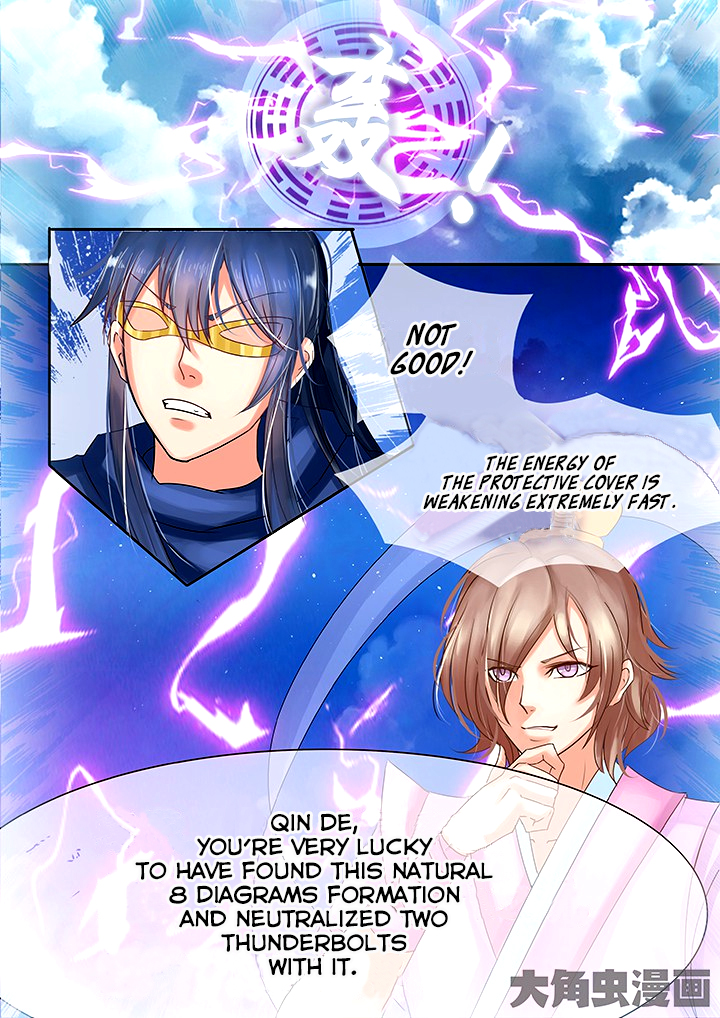 轰!
NOT
GOOD!
THE ENERGY OF
THE PROTECTIVE COVER IS
WEAKENING EXTREMELY FAST.
QIN DE,
YOU'RE VERY LUCKY
TO HAVE FOUND THIS NATURAL
8 DIAGRAMS FORMATION
AND NEUTRALIZED TWO
THUNDERBOLTS
WITH IT.
大角虫漫画